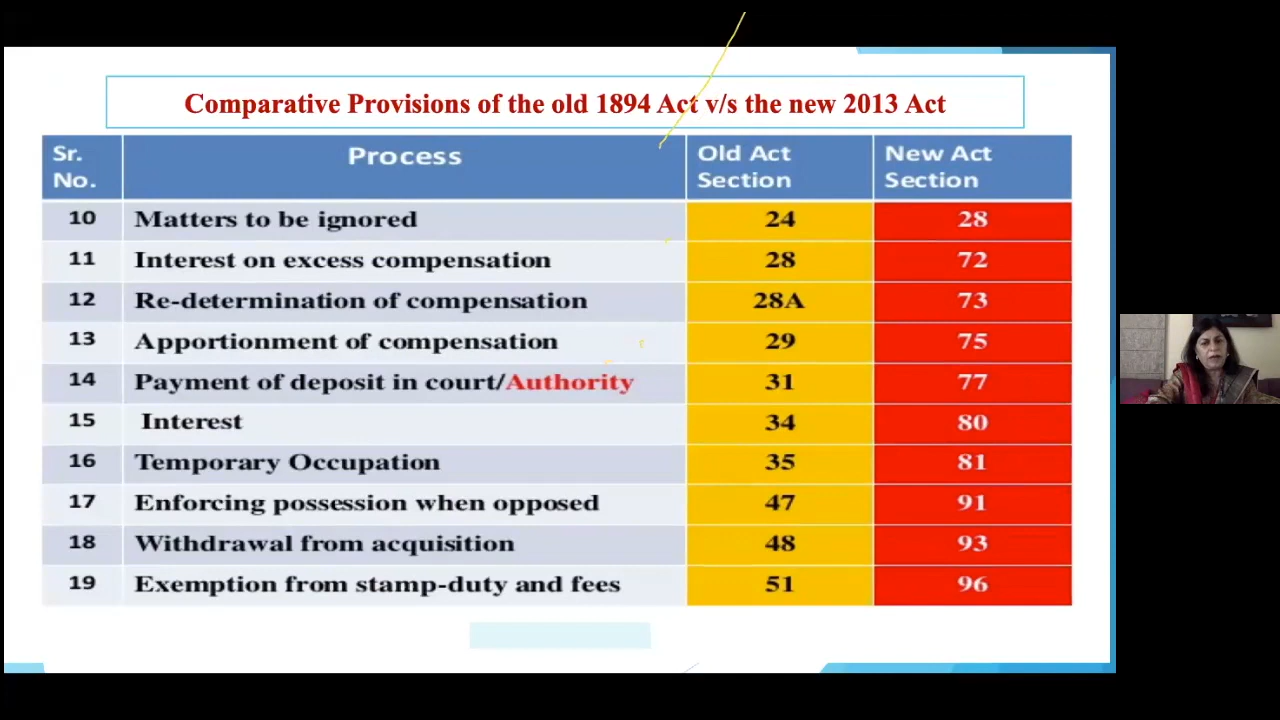 Comparative Provisions of the old 1894 Act v/s the new 2013 Act
Sr. No. Process Old Act Section New Act Section
10 Matters to be ignored 24 28
11 Interest on excess compensation 28 72
12 Re-determination of compensation 28A 73
13 Apportionment of compensation 29 75
14 Payment of deposit in court/Authority 31 77
15 Interest 34 80
16 Temporary Occupation 35 81
17 Enforcing possession when opposed 47 91
18 Withdrawal from acquisition 48 93
19 Exemption from stamp-duty and fees 51 96